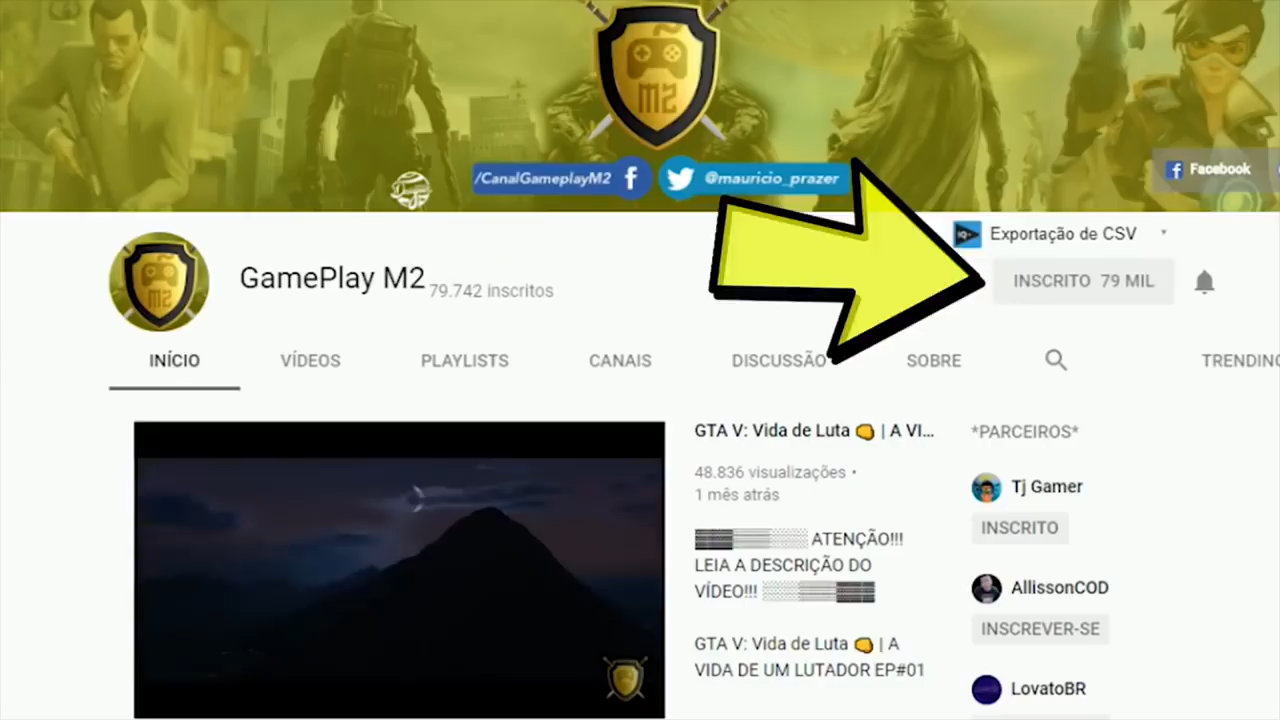 M2
/CanalGameplayM2
@mauricio_prazer
Facebook
Exportação de CSV
GamePlay M2
79.742 inscritos
INSCRITO 79 MIL
INÍCIO
VÍDEOS
PLAYLISTS
CANAIS
DISCUSSÃO
SOBRE
TRENDING
GTA V: Vida de Luta 👊 | A VI...
48.836 visualizações •
1 mês atrás
ATENÇÃO!!!
LEIA A DESCRIÇÃO DO
VÍDEO!!!
GTA V: Vida de Luta 👊 | A
VIDA DE UM LUTADOR EP#01
*PARCEIROS*
Tj Gamer
INSCRITO
AllissonCOD
INSCREVER-SE
LovatoBR